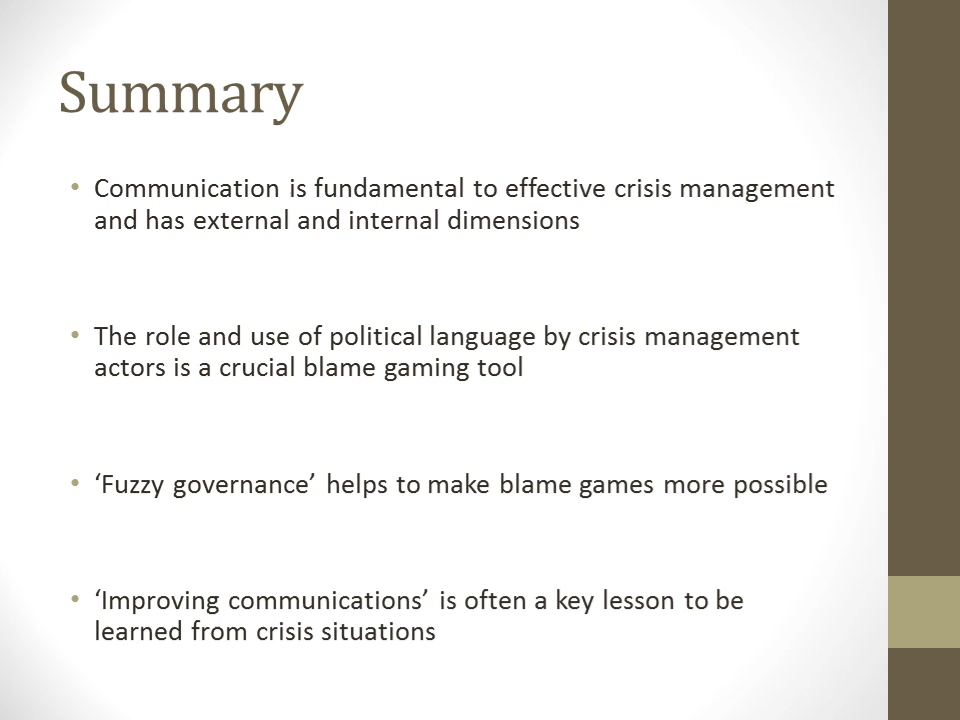 Summary
• Communication is fundamental to effective crisis management
and has external and internal dimensions
• The role and use of political language by crisis management
actors is a crucial blame gaming tool
• ‘Fuzzy governance’ helps to make blame games more possible
• ‘Improving communications’ is often a key lesson to be
learned from crisis situations